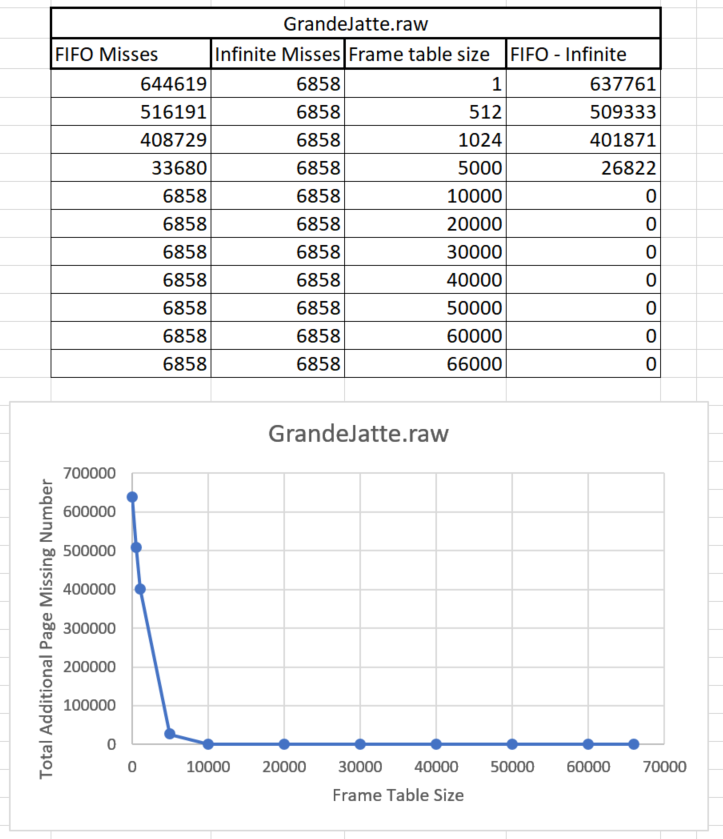 GrandeJatte.raw
FIFO Misses Infinite Misses Frame table size FIFO - Infinite
644619 6858 1 637761
516191 6858 512 509333
408729 6858 1024 401871
33680 6858 5000 26822
6858 6858 10000 0
6858 6858 20000 0
6858 6858 30000 0
6858 6858 40000 0
6858 6858 50000 0
6858 6858 60000 0
6858 6858 66000 0
GrandeJatte.raw
Total Additional Page Missing Number
700000
600000
500000
400000
300000
200000
100000
0
0 10000 20000 30000 40000 50000 60000 70000
Frame Table Size